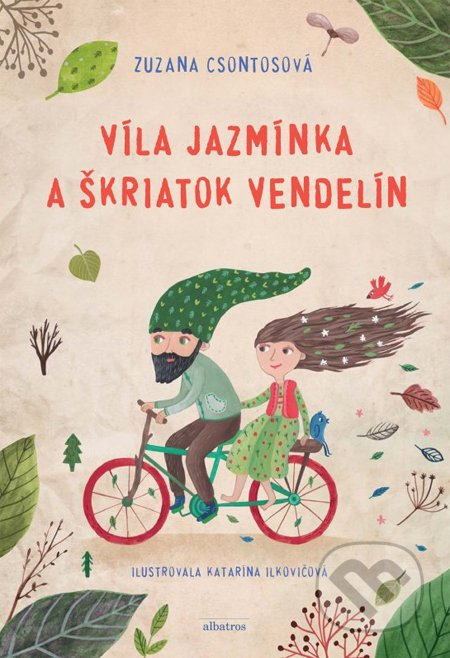 ZUZANA CSONTOSOVÁ
VÍLA JAZMÍNKA
A ŠKRIATOK VENDELÍN
ILUSTROVALA KATARÍNA ILKOVIČOVÁ
albatros
m